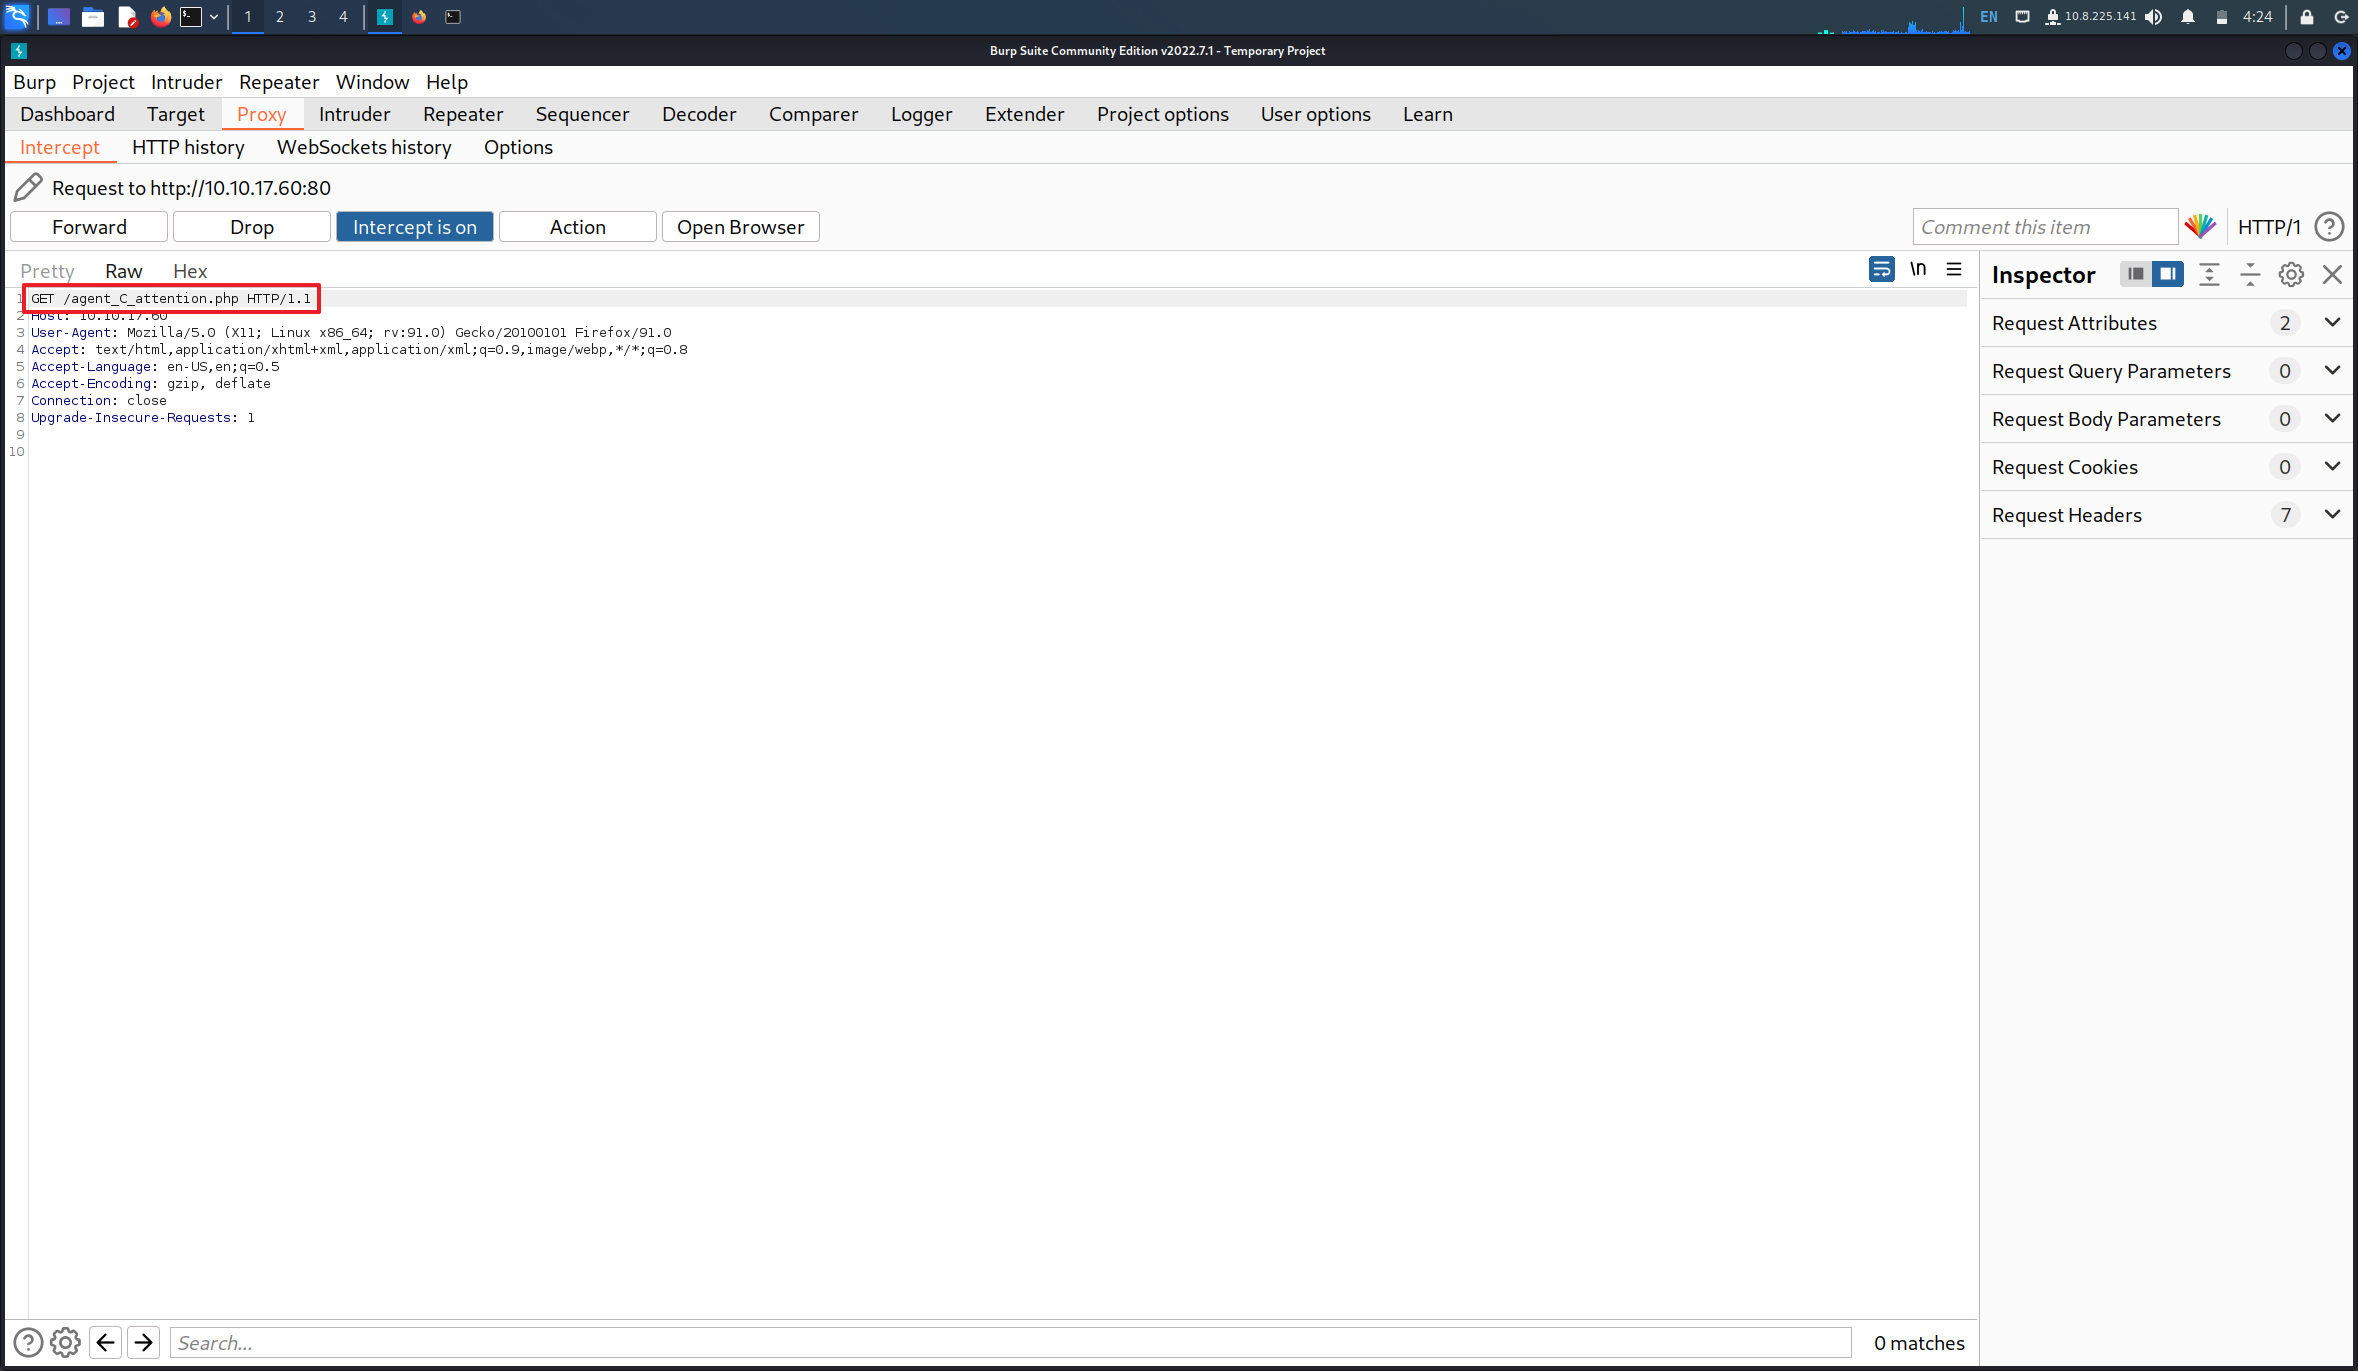 1 2 3 4 EN 10.8.225.141 4:24
Burp Suite Community Edition v2022.7.1 - Temporary Project
Burp Project Intruder Repeater Window Help
Dashboard Target Proxy Intruder Repeater Sequencer Decoder Comparer Logger Extender Project options User options Learn
Intercept HTTP history WebSockets history Options
Request to http://10.10.17.60:80
Forward Drop Intercept is on Action Open Browser Comment this item HTTP/1 ?
Pretty Raw Hex \n
Inspector
1 GET /agent_C_attention.php HTTP/1.1
2 Host: 10.10.17.60
3 User-Agent: Mozilla/5.0 (X11; Linux x86_64; rv:91.0) Gecko/20100101 Firefox/91.0
4 Accept: text/html,application/xhtml+xml,application/xml;q=0.9,image/webp,*/*;q=0.8
5 Accept-Language: en-US,en;q=0.5
6 Accept-Encoding: gzip, deflate
7 Connection: close
8 Upgrade-Insecure-Requests: 1
9
10
Request Attributes 2
Request Query Parameters 0
Request Body Parameters 0
Request Cookies 0
Request Headers 7
? Search... 0 matches